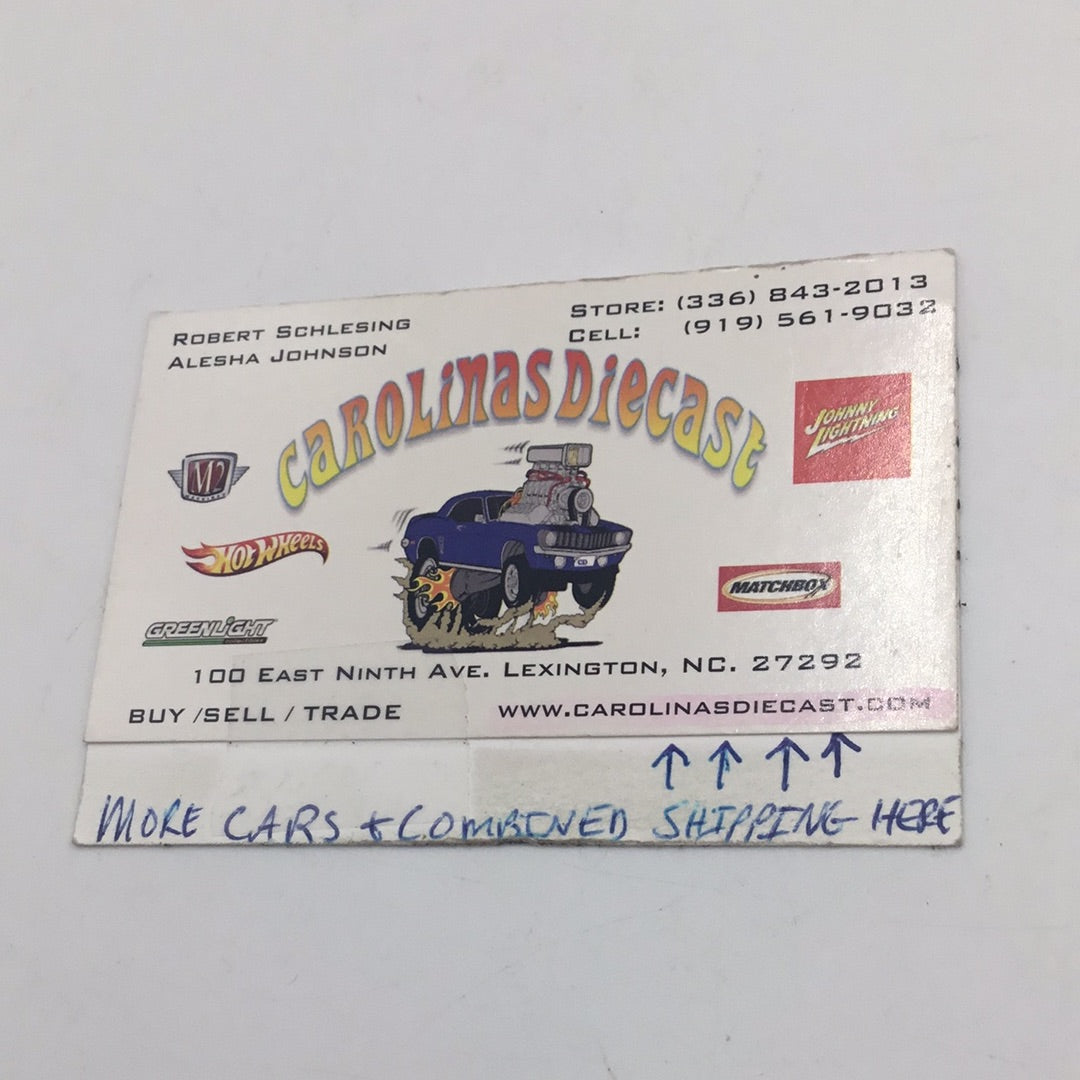 ROBERT SCHLESING
ALESHA JOHNSON
STORE: (336) 843-2013
CELL: (919) 561-9032
CAROLINAS DIECAST
JOHNNY LIGHTNING
M2
HOT WHEELS
MATCHBOX
GREENLIGHT
CD
100 EAST NINTH AVE. LEXINGTON, NC. 27292
BUY /SELL / TRADE
WWW.CAROLINASDIECAST.COM
MORE CARS + COMBINED SHIPPING HERE